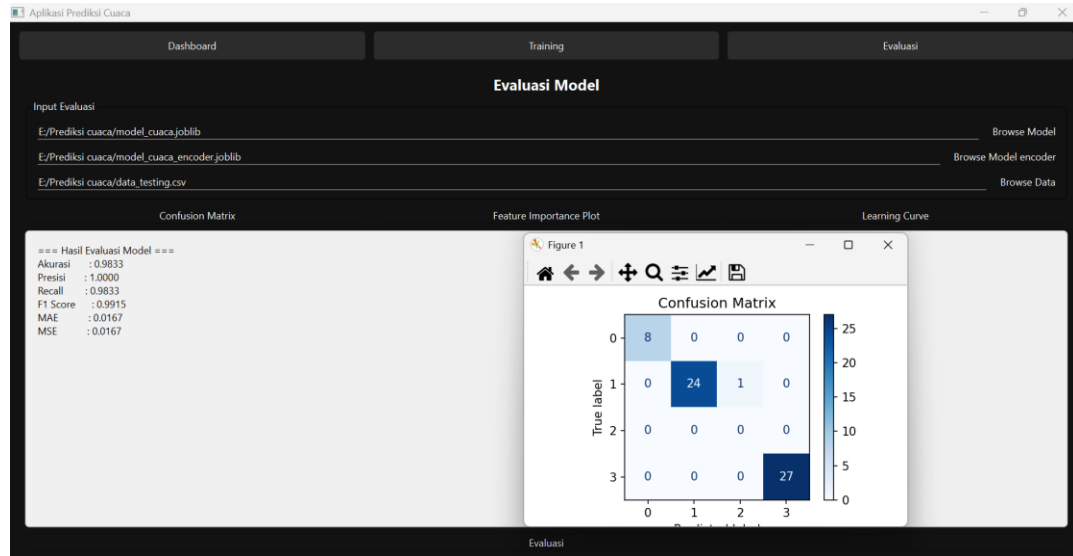 Aplikasi Prediksi Cuaca
Dashboard Training Evaluasi
Evaluasi Model
Input Evaluasi
E:/Prediksi cuaca/model_cuaca.joblib Browse Model
E:/Prediksi cuaca/model_cuaca_encoder.joblib Browse Model encoder
E:/Prediksi cuaca/data_testing.csv Browse Data
Confusion Matrix Feature Importance Plot Learning Curve
=== Hasil Evaluasi Model ===
Akurasi : 0.9833
Presisi : 1.0000
Recall : 0.9833
F1 Score : 0.9915
MAE : 0.0167
MSE : 0.0167
Figure 1
Confusion Matrix
True label
0 8 0 0 0
1 0 24 1 0
2 0 0 0 0
3 0 0 0 27
0 1 2 3
25
20
15
10
5
0
Evaluasi